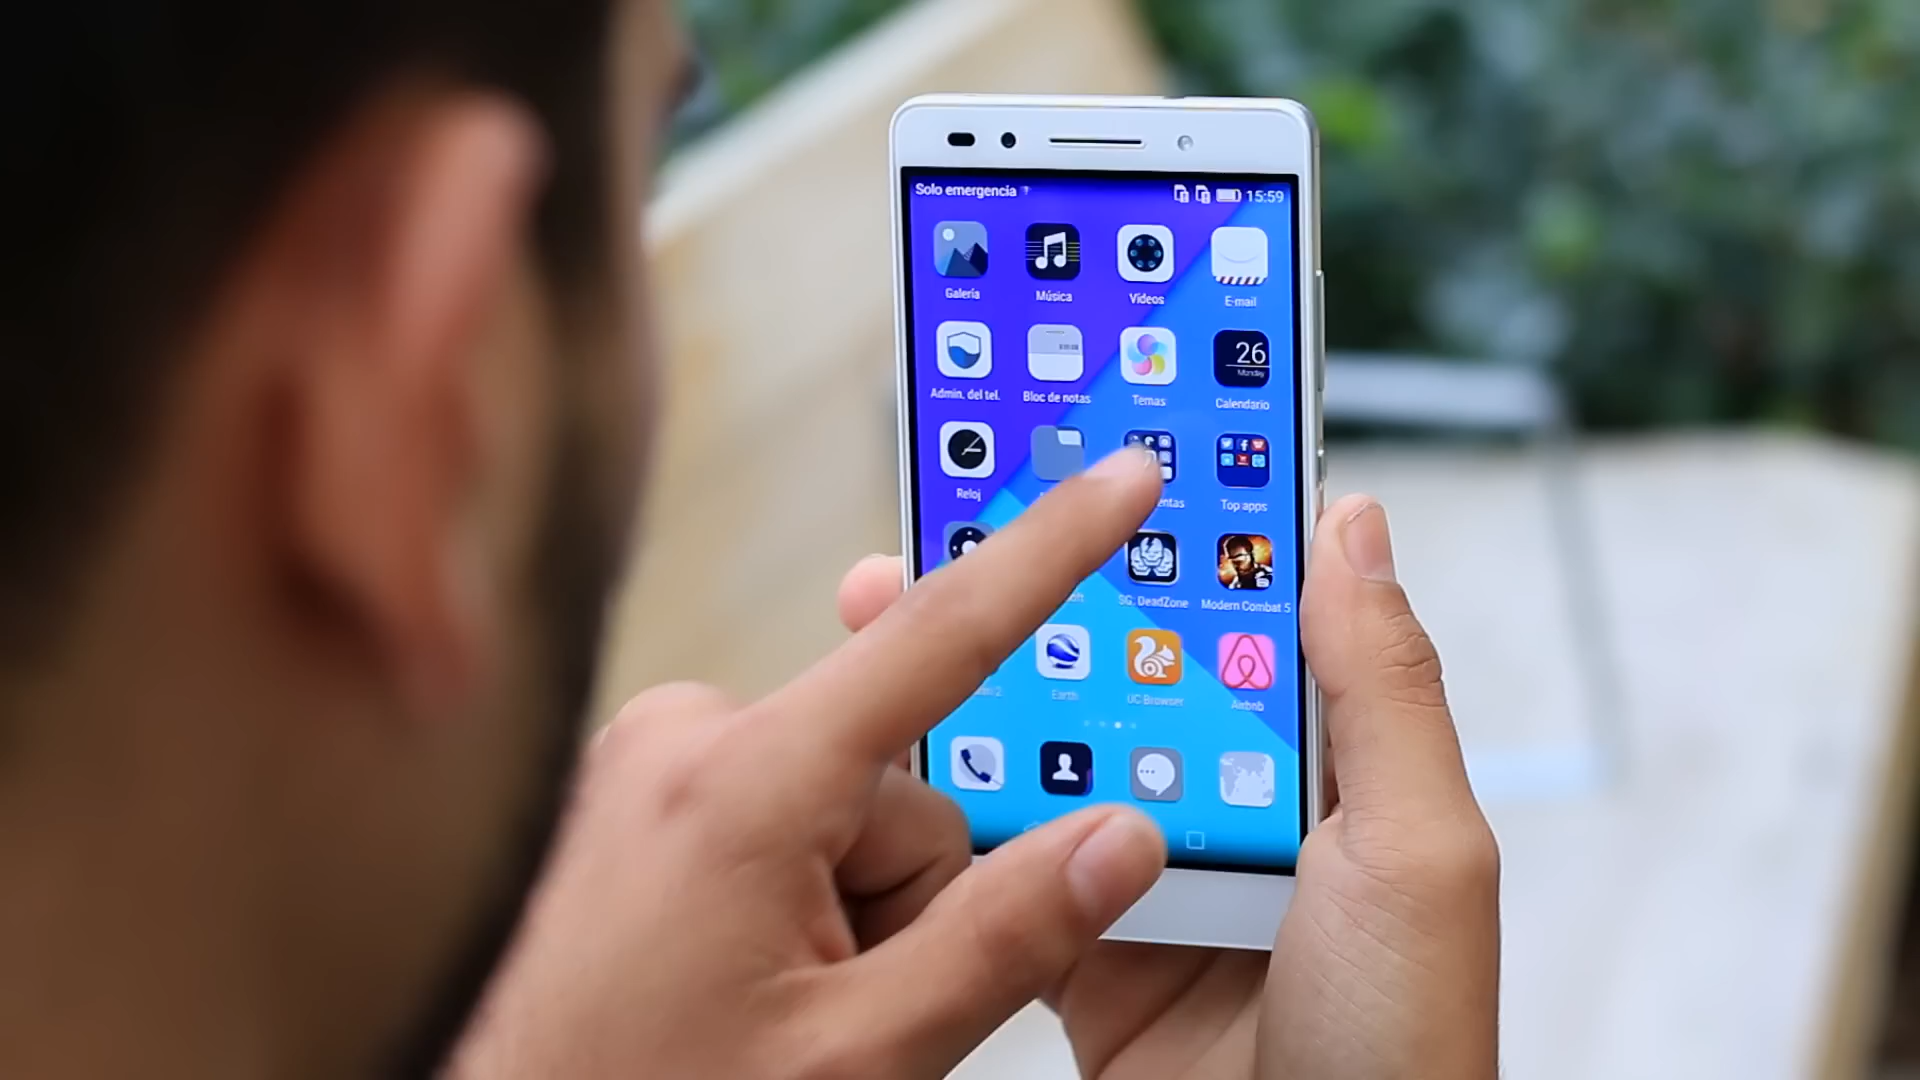 Solo emergencia
15:59
Galería
Música
Vídeos
E-mail
26
Monday
Admin. del tel.
Bloc de notas
Temas
Calendario
Reloj
Top apps
SG. DeadZone
Modern Combat 5
Earth
UC Browser
Airbnb